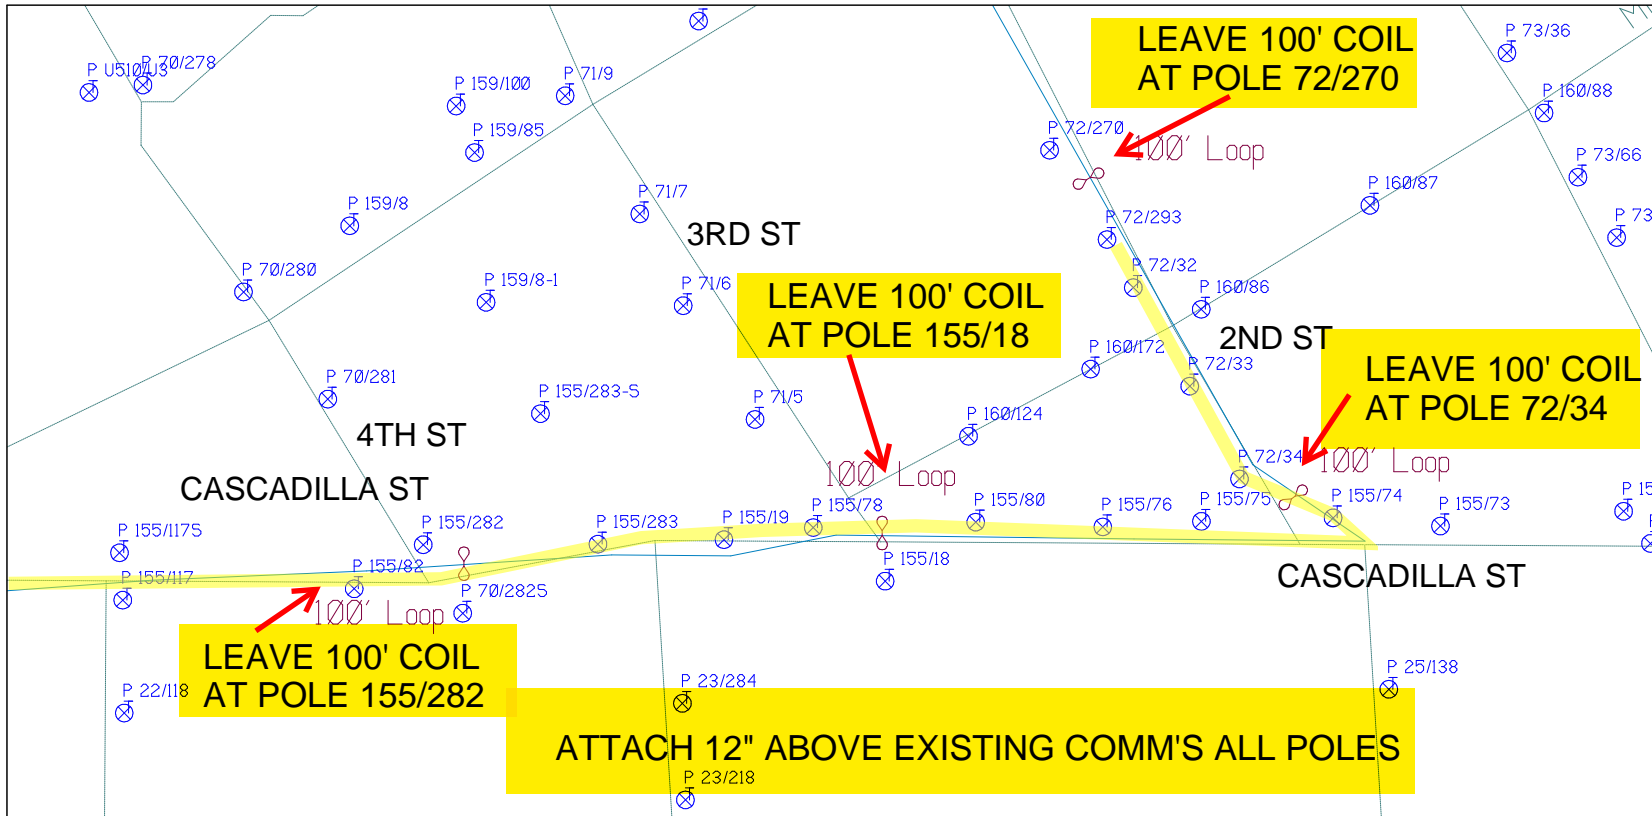 LEAVE 100' COIL
AT POLE 72/270
P 73/36
P U510/U3
P 70/278
P 159/100
P 71/9
P 160/88
P 72/270
100' Loop
P 159/85
P 73/66
P 71/7
P 160/87
P 159/8
3RD ST
P 72/293
P 73
P 70/280
P 159/8-1
P 71/6
P 72/32
P 160/86
LEAVE 100' COIL
AT POLE 155/18
2ND ST
P 160/172
P 72/33
LEAVE 100' COIL
AT POLE 72/34
P 70/281
P 155/283-S
P 71/5
P 160/124
4TH ST
P 72/34
100' Loop
100' Loop
CASCADILLA ST
P 155/78
P 155/80
P 155/76
P 155/75
P 155/74
P 155/73
P 15
P 155/117S
P 155/282
P 155/283
P 155/19
P
P 155/117
P 155/82
P 155/18
CASCADILLA ST
P 70/282S
100' Loop
LEAVE 100' COIL
AT POLE 155/282
P 22/118
P 23/284
P 25/138
ATTACH 12" ABOVE EXISTING COMM'S ALL POLES
P 23/218